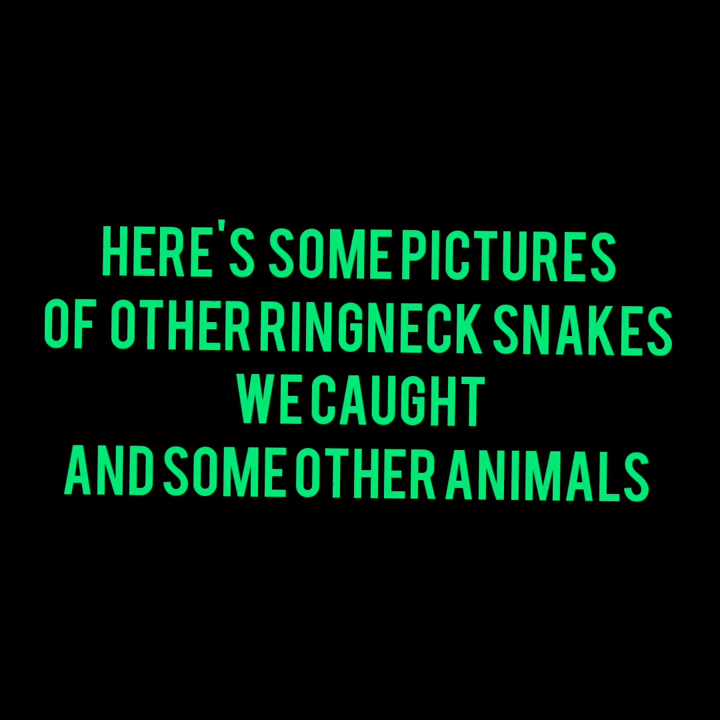 HERE'S SOME PICTURES
OF OTHER RINGNECK SNAKES
WE CAUGHT
AND SOME OTHER ANIMALS